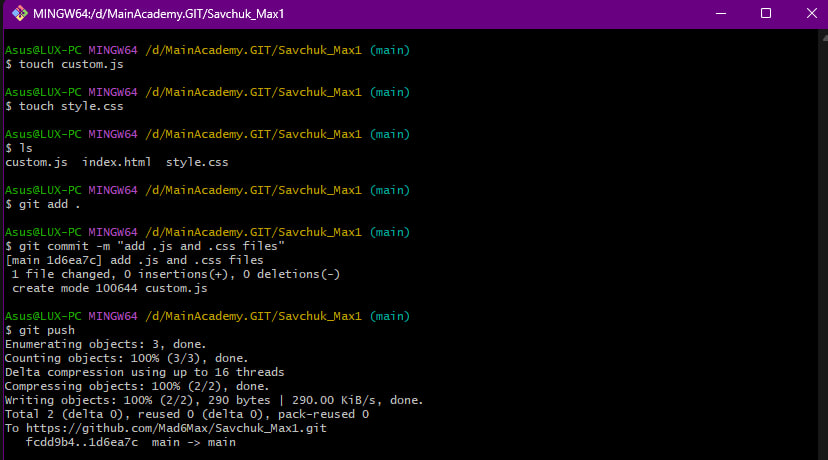 MINGW64:/d/MainAcademy.GIT/Savchuk_Max1
Asus@LUX-PC MINGW64 /d/MainAcademy.GIT/Savchuk_Max1 (main)
$ touch custom.js
Asus@LUX-PC MINGW64 /d/MainAcademy.GIT/Savchuk_Max1 (main)
$ touch style.css
Asus@LUX-PC MINGW64 /d/MainAcademy.GIT/Savchuk_Max1 (main)
$ ls
custom.js  index.html  style.css
Asus@LUX-PC MINGW64 /d/MainAcademy.GIT/Savchuk_Max1 (main)
$ git add .
Asus@LUX-PC MINGW64 /d/MainAcademy.GIT/Savchuk_Max1 (main)
$ git commit -m "add .js and .css files"
[main 1d6ea7c] add .js and .css files
 1 file changed, 0 insertions(+), 0 deletions(-)
 create mode 100644 custom.js
Asus@LUX-PC MINGW64 /d/MainAcademy.GIT/Savchuk_Max1 (main)
$ git push
Enumerating objects: 3, done.
Counting objects: 100% (3/3), done.
Delta compression using up to 16 threads
Compressing objects: 100% (2/2), done.
Writing objects: 100% (2/2), 290 bytes | 290.00 KiB/s, done.
Total 2 (delta 0), reused 0 (delta 0), pack-reused 0
To https://github.com/Mad6Max/Savchuk_Max1.git
   fcdd9b4..1d6ea7c  main -> main